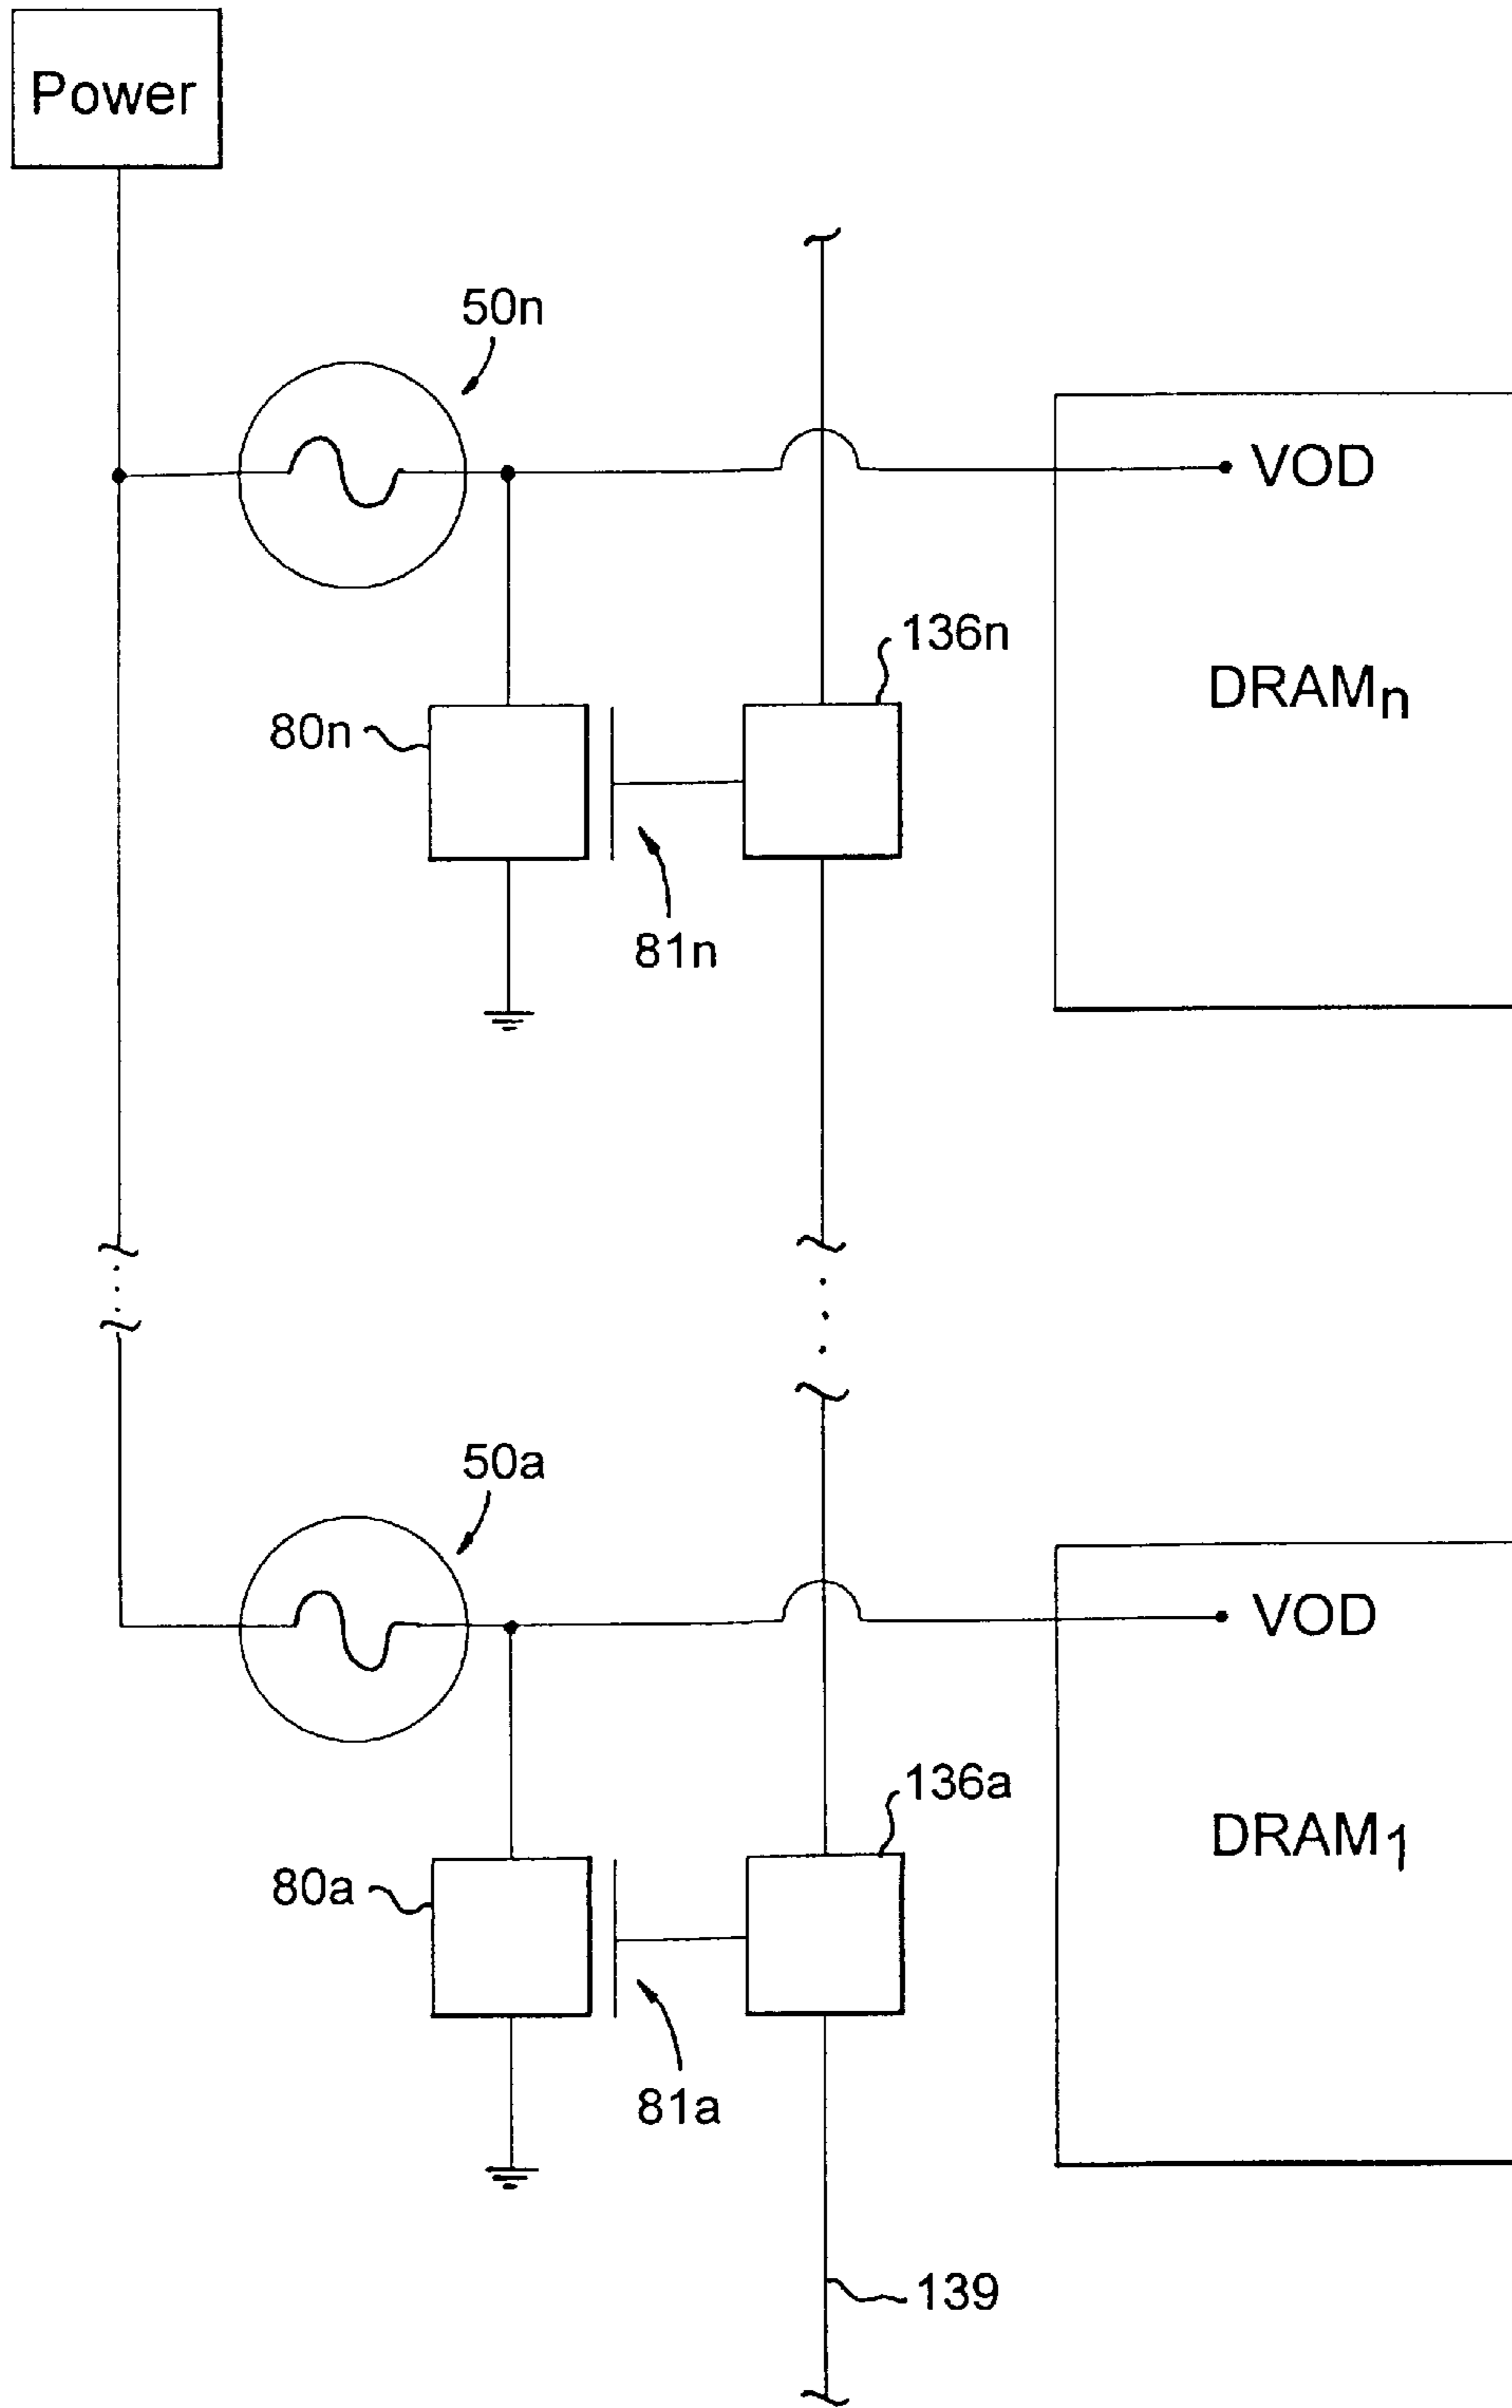 Power
50n
VOD
136n
DRAMn
80n
81n
50a
VOD
136a
DRAM1
80a
81a
139